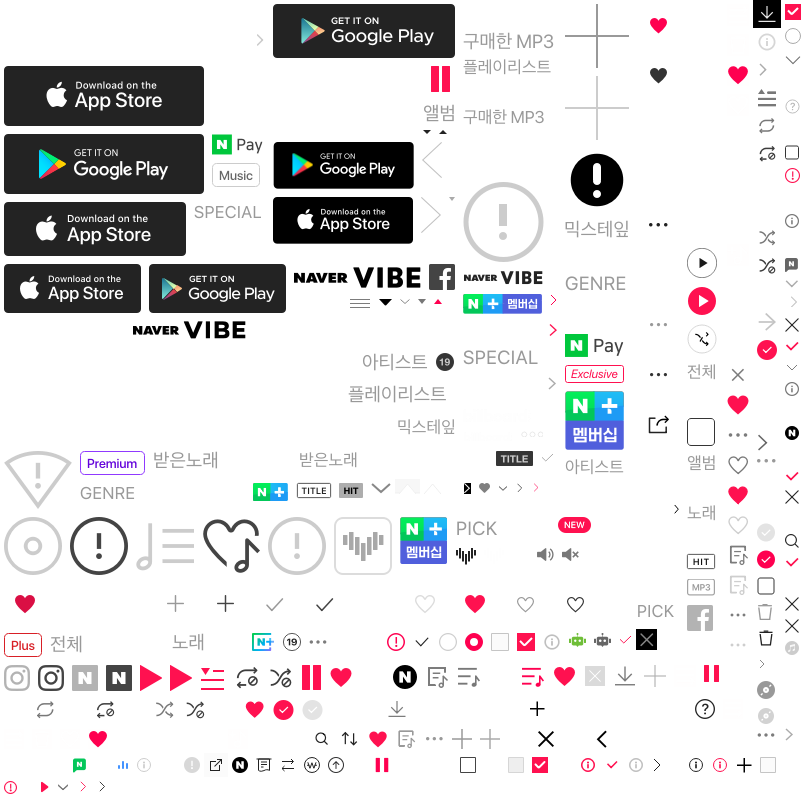 GET IT ON
Google Play
구매한 MP3
플레이리스트
Download on the
App Store
앨범
구매한 MP3
GET IT ON
Google Play
N Pay
Music
GET IT ON
Google Play
SPECIAL
Download on the
App Store
Download on the
App Store
믹스테잎
Download on the
App Store
GET IT ON
Google Play
NAVER VIBE
NAVER VIBE
GENRE
N + 멤버십
NAVER VIBE
N Pay
아티스트
19
SPECIAL
전체
Exclusive
플레이리스트
N +
멤버십
믹스테잎
Premium
받은노래
받은노래
TITLE
아티스트
앨범
GENRE
N +
TITLE
HIT
노래
N +
멤버십
PICK
NEW
HIT
MP3
PICK
Plus
전체
노래
N+
19
N
N
N
N
N